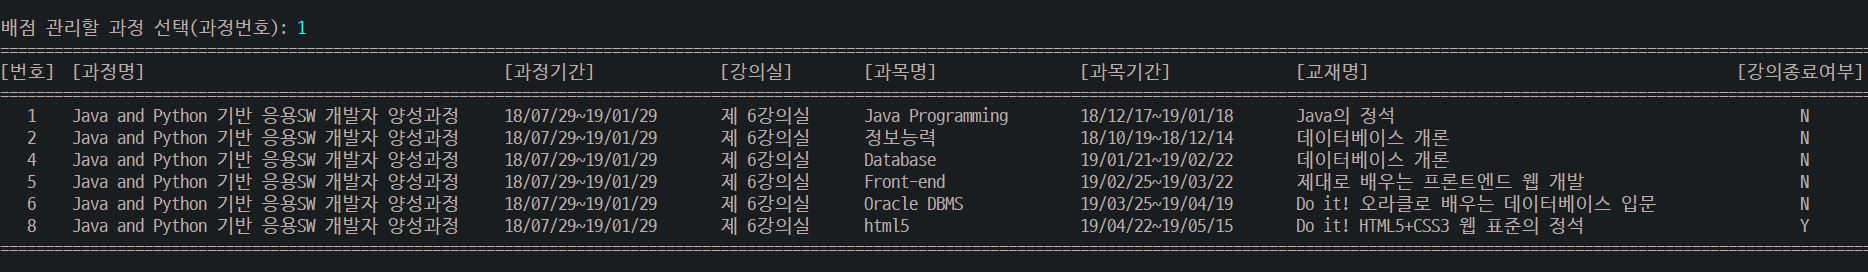 배점 관리할 과정 선택(과정번호): 1
================================================================================
[번호] [과정명] [과정기간] [강의실] [과목명] [과목기간] [교재명] [강의종료여부]
================================================================================
1 Java and Python 기반 응용SW 개발자 양성과정 18/07/29~19/01/29 제 6강의실 Java Programming 18/12/17~19/01/18 Java의 정석 N
2 Java and Python 기반 응용SW 개발자 양성과정 18/07/29~19/01/29 제 6강의실 정보능력 18/10/19~18/12/14 데이터베이스 개론 N
4 Java and Python 기반 응용SW 개발자 양성과정 18/07/29~19/01/29 제 6강의실 Database 19/01/21~19/02/22 데이터베이스 개론 N
5 Java and Python 기반 응용SW 개발자 양성과정 18/07/29~19/01/29 제 6강의실 Front-end 19/02/25~19/03/22 제대로 배우는 프론트엔드 웹 개발 N
6 Java and Python 기반 응용SW 개발자 양성과정 18/07/29~19/01/29 제 6강의실 Oracle DBMS 19/03/25~19/04/19 Do it! 오라클로 배우는 데이터베이스 입문 N
8 Java and Python 기반 응용SW 개발자 양성과정 18/07/29~19/01/29 제 6강의실 html5 19/04/22~19/05/15 Do it! HTML5+CSS3 웹 표준의 정석 Y
================================================================================